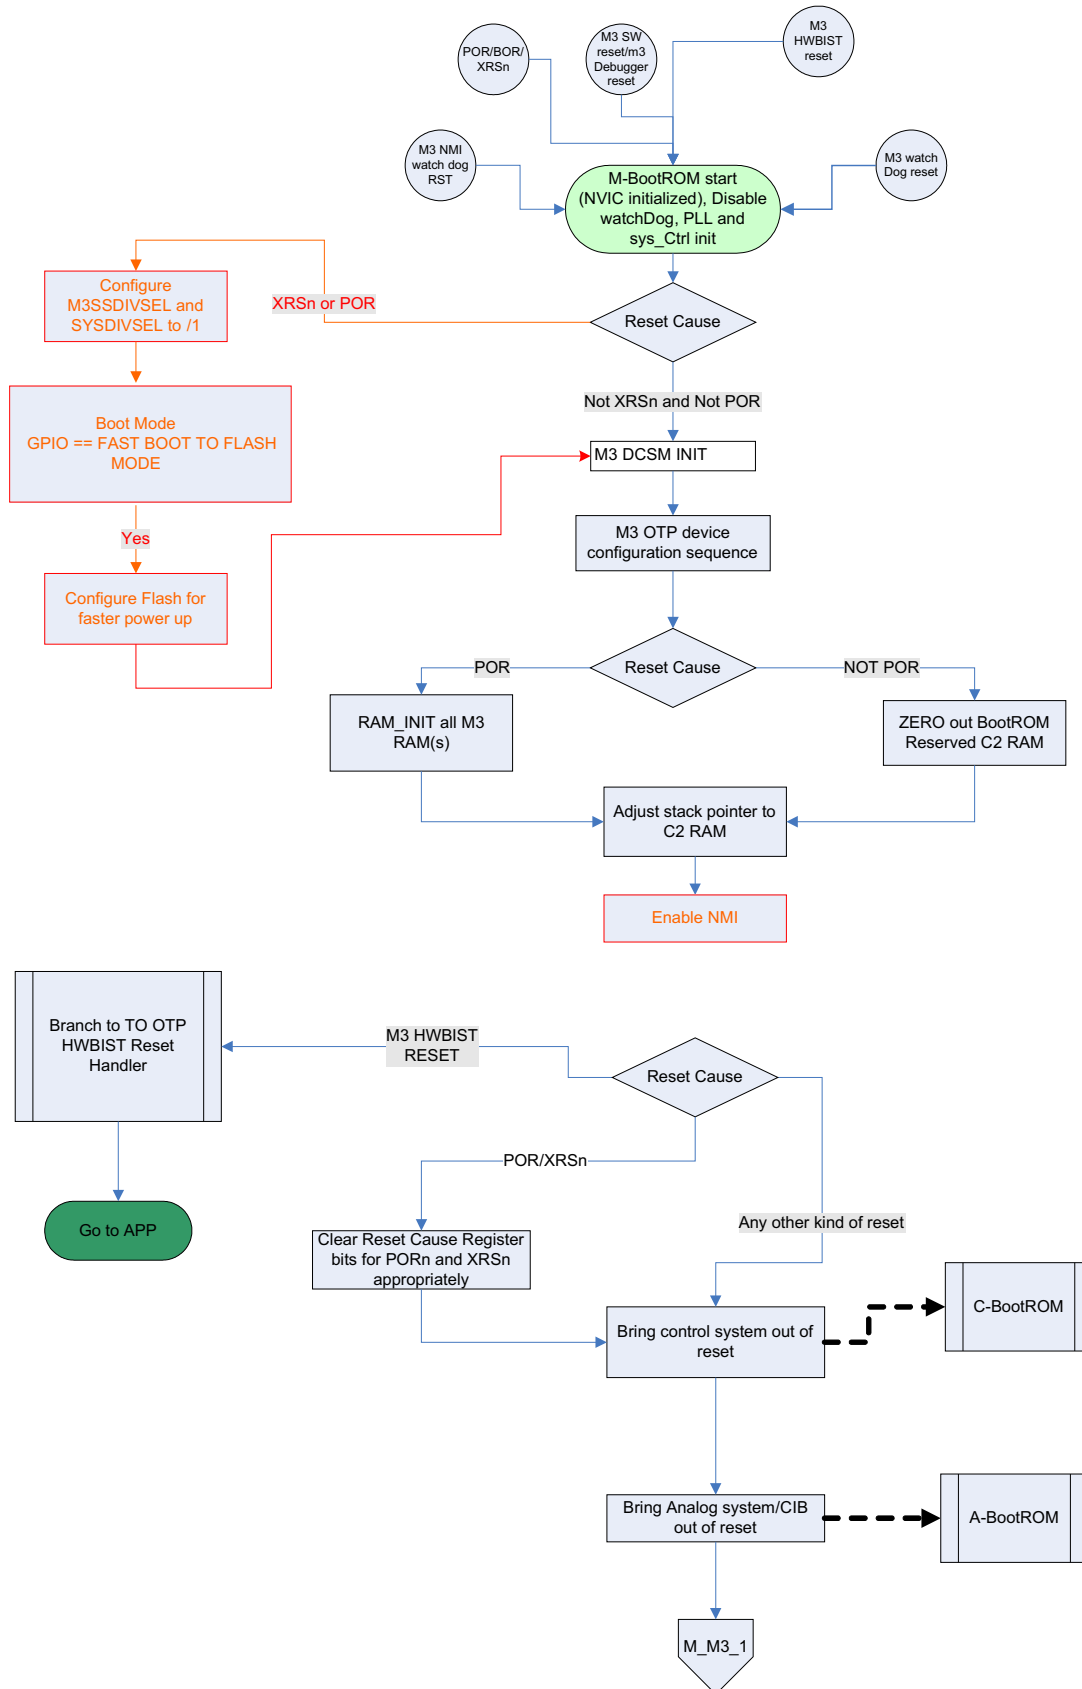 M3
HWBIST
reset
M3 SW
reset/m3
Debugger
reset
POR/BOR/
XRSn
M3 NMI
watch dog
RST
M3 watch
Dog reset
M-BootROM start
(NVIC initialized), Disable
watchDog, PLL and
sys_Ctrl init
Configure
M3SSDIVSEL and
SYSDIVSEL to /1
XRSn or POR
Reset Cause
Boot Mode
GPIO == FAST BOOT TO FLASH
MODE
Not XRSn and Not POR
M3 DCSM INIT
Yes
M3 OTP device
configuration sequence
Configure Flash for
faster power up
POR
Reset Cause
NOT POR
RAM_INIT all M3
RAM(s)
ZERO out BootROM
Reserved C2 RAM
Adjust stack pointer to
C2 RAM
Enable NMI
Branch to TO OTP
HWBIST Reset
Handler
M3 HWBIST
RESET
Reset Cause
POR/XRSn
Go to APP
Any other kind of reset
Clear Reset Cause Register
bits for PORn and XRSn
appropriately
C-BootROM
Bring control system out of
reset
Bring Analog system/CIB
out of reset
A-BootROM
M_M3_1